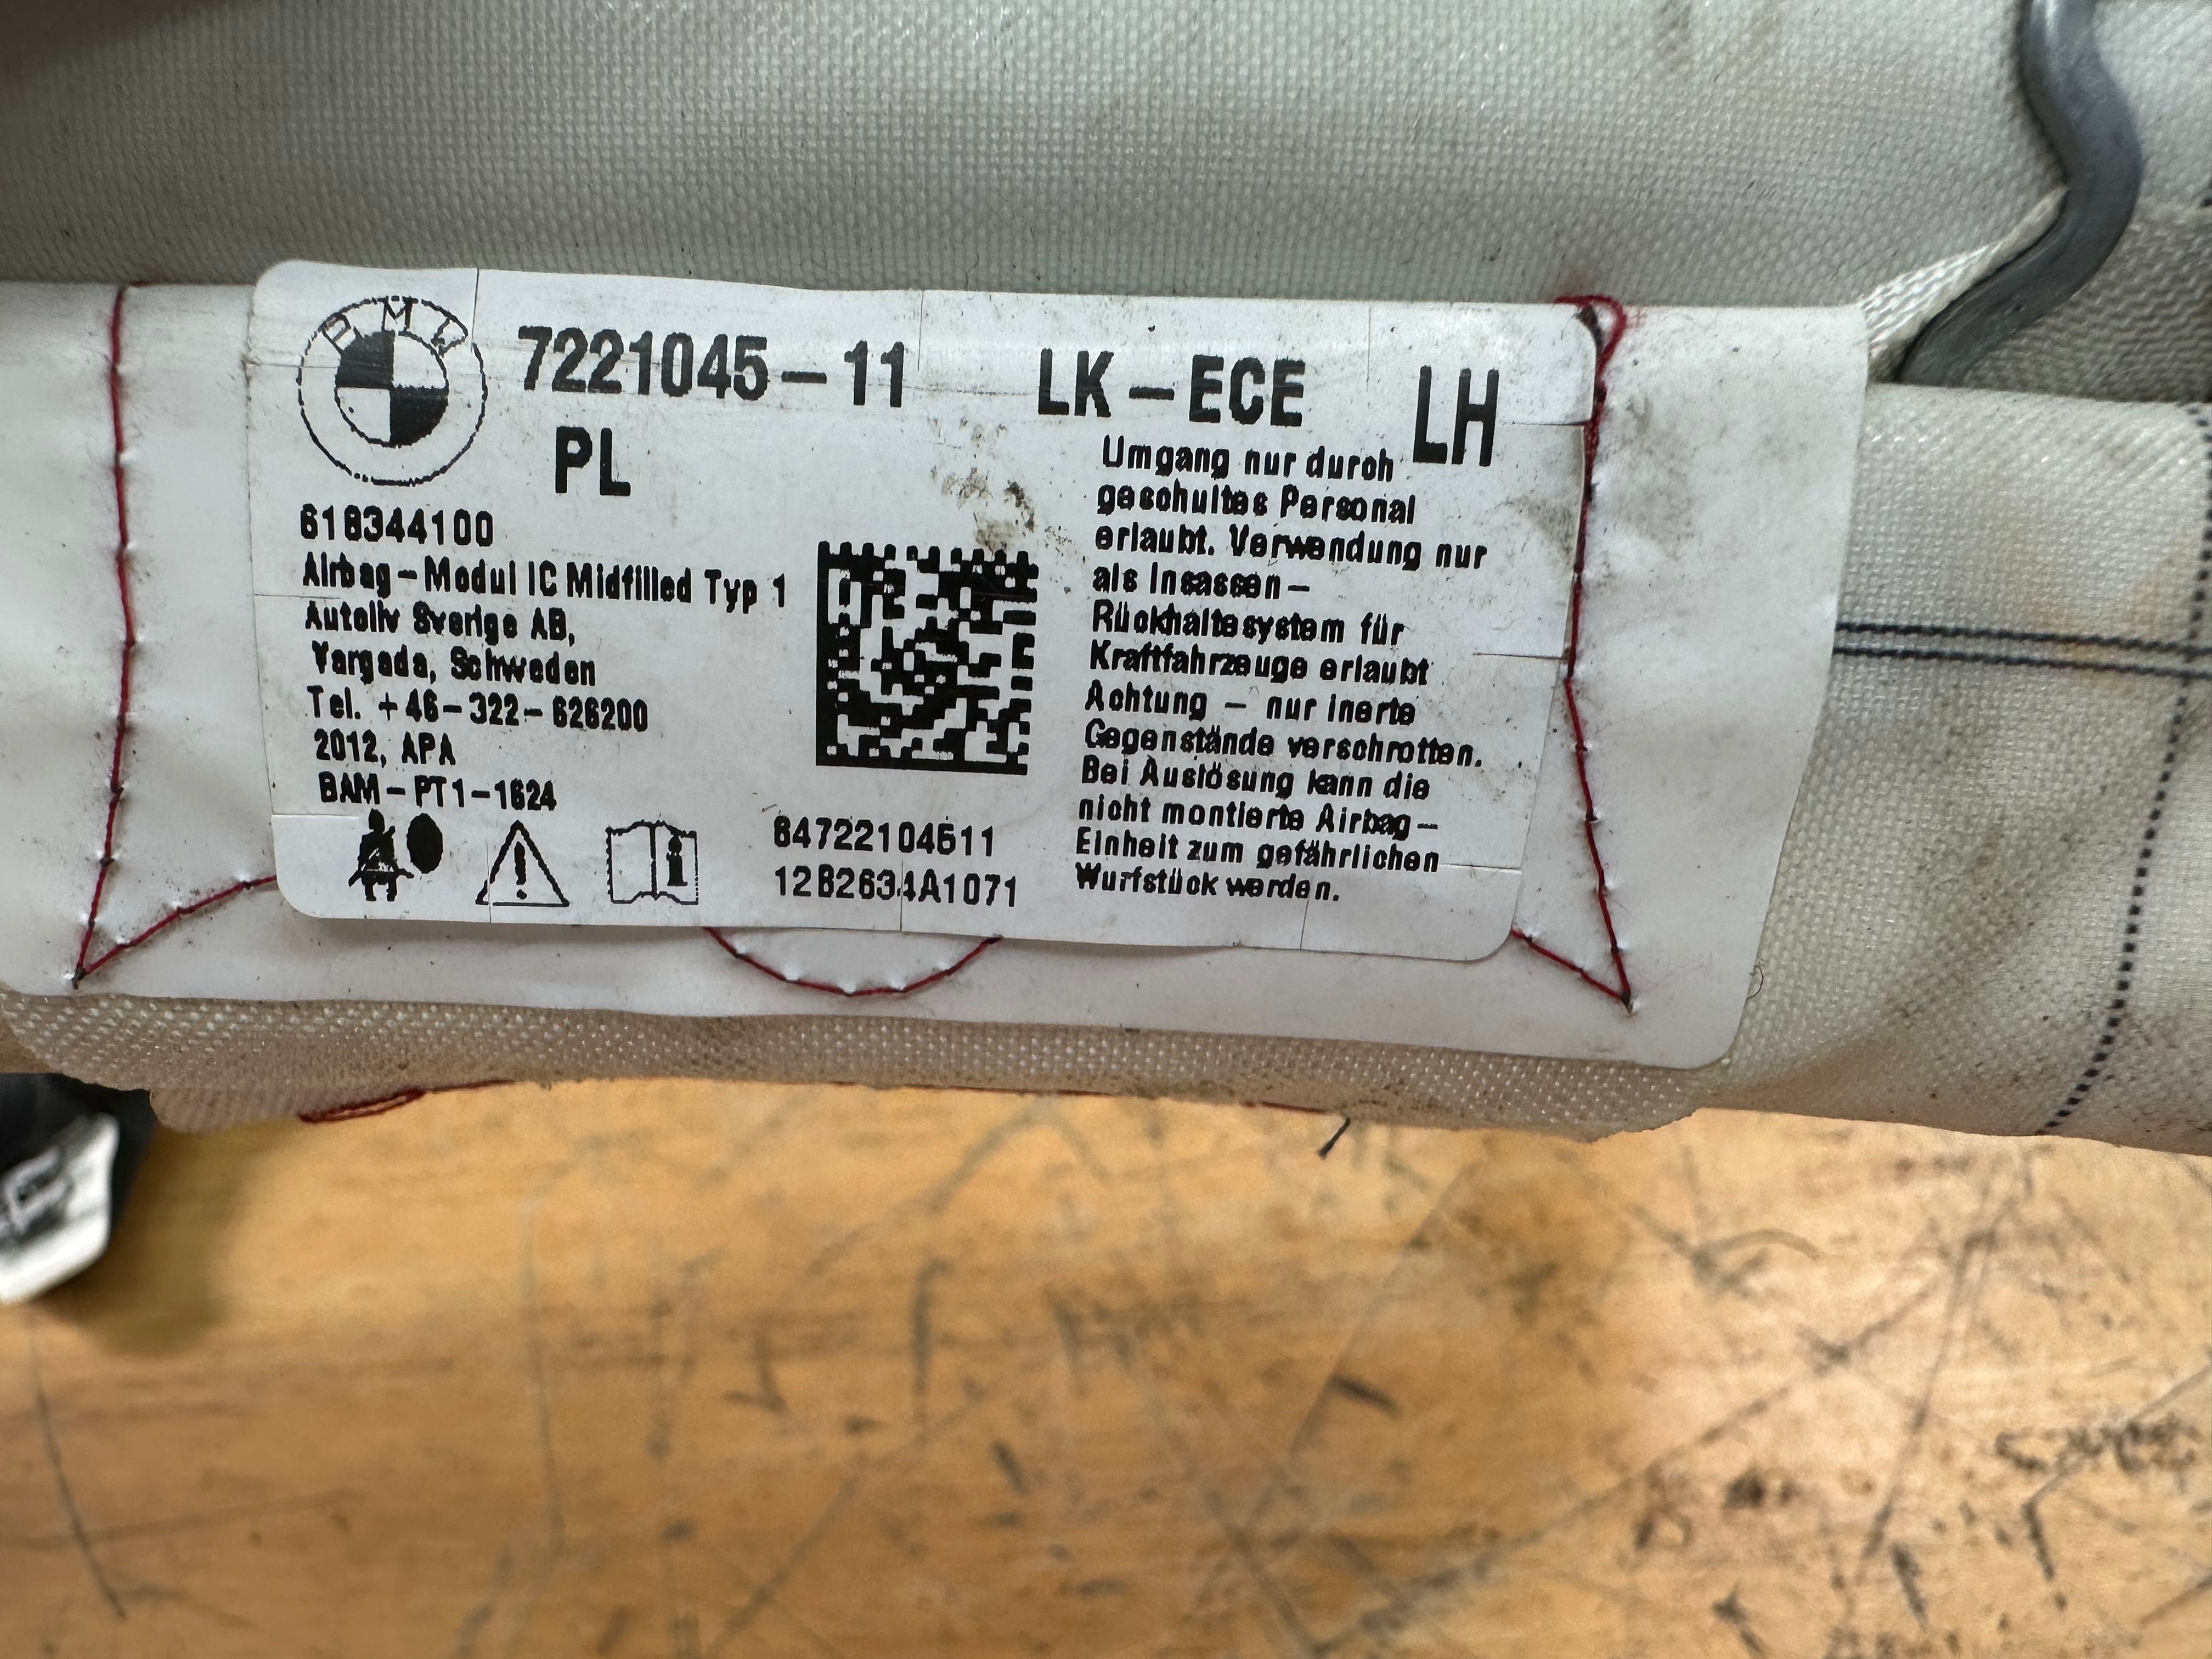 BMW
7221045-11 LK-ECE LH
PL
618344100
Airbag-Modul IC Midfilled Typ 1
Autoliv Sverige AB,
Vargada, Schweden
Tel. +46-322-626200
2012, APA
BAM-PT1-1624
84722104511
12B2634A1071
Umgang nur durch
geschultes Personal
erlaubt. Verwendung nur
als Insassen-
Rückhaltesystem für
Kraftfahrzeuge erlaubt
Achtung - nur inerte
Gegenstände verschrotten.
Bei Auslösung kann die
nicht montierte Airbag-
Einheit zum gefährlichen
Wurfstück werden.